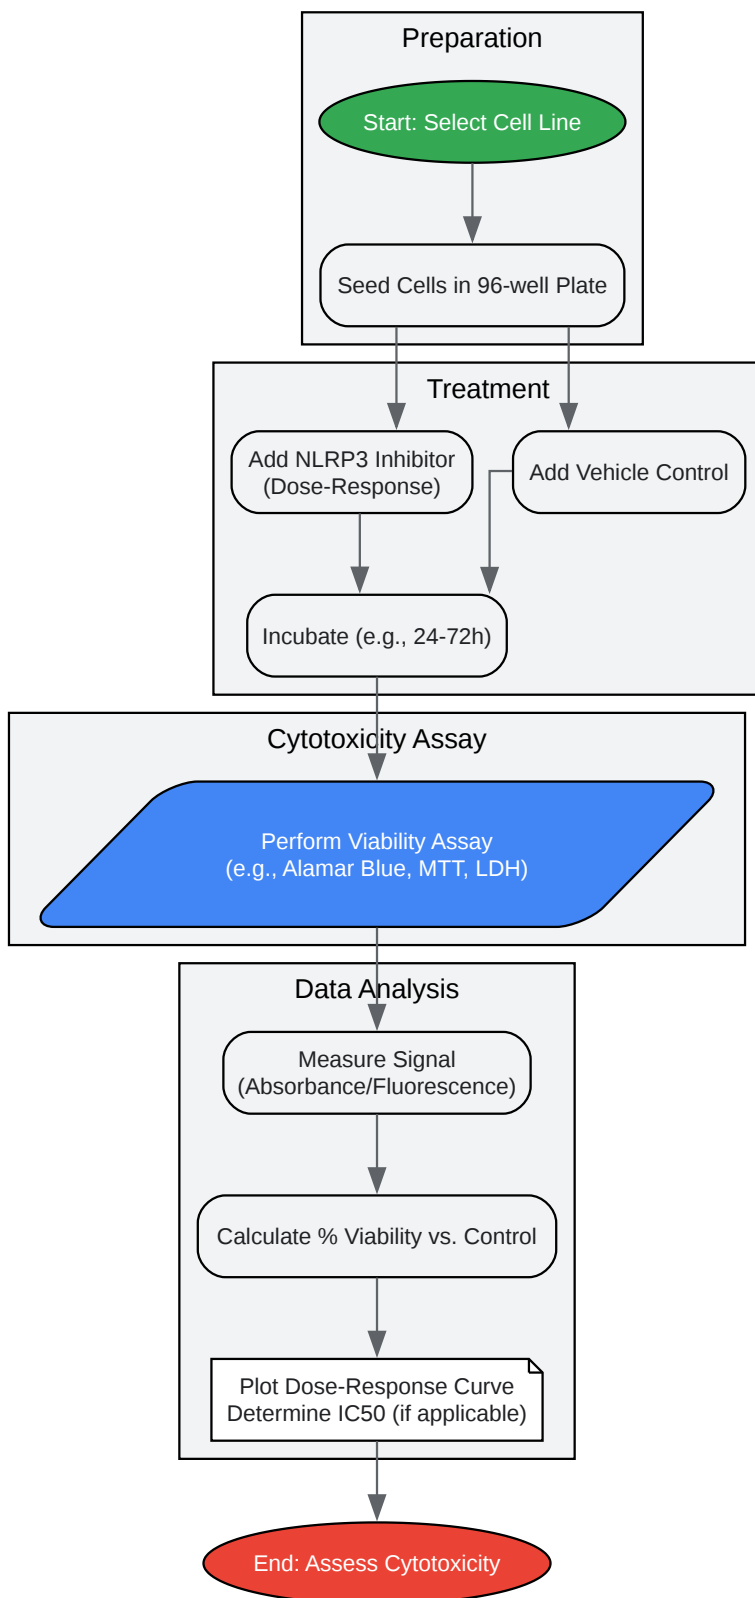 Preparation
Start: Select Cell Line
Seed Cells in 96-well Plate
Treatment
Add NLRP3 Inhibitor
(Dose-Response)
Add Vehicle Control
Incubate (e.g., 24-72h)
Cytotoxicity Assay
Perform Viability Assay
(e.g., Alamar Blue, MTT, LDH)
Data Analysis
Measure Signal
(Absorbance/Fluorescence)
Calculate % Viability vs. Control
Plot Dose-Response Curve
Determine IC50 (if applicable)
End: Assess Cytotoxicity